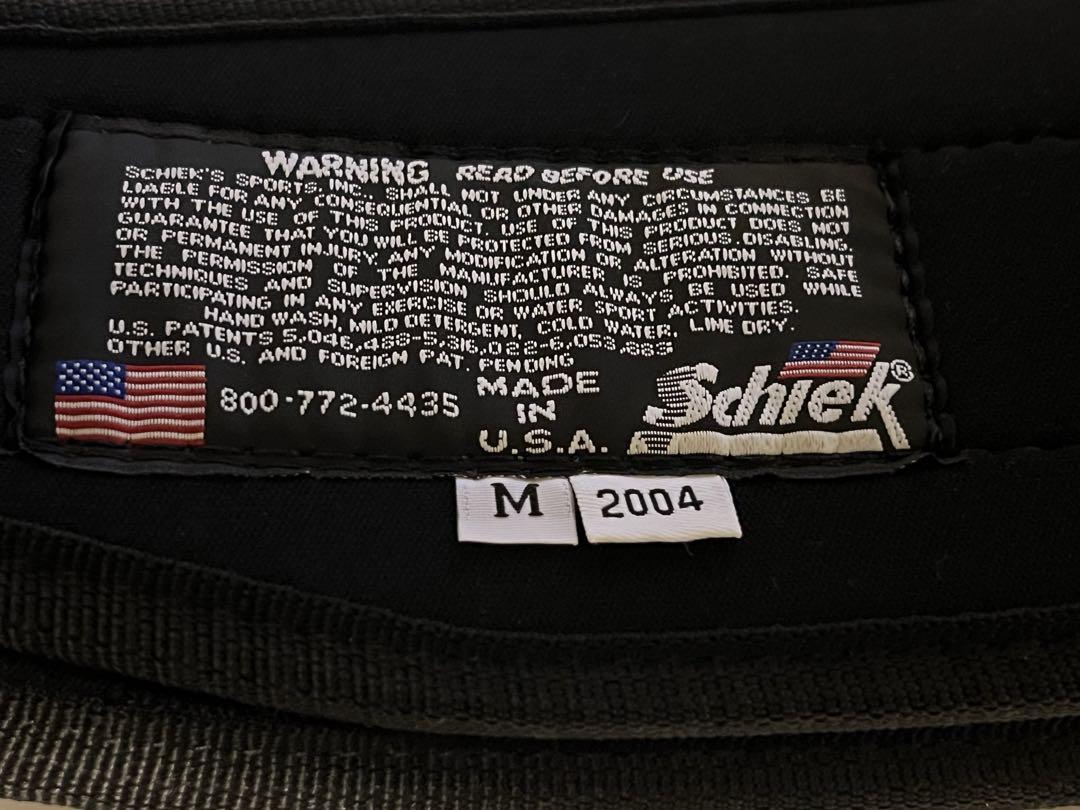 WARNING READ BEFORE USE
SCHIEK'S SPORTS, INC. SHALL NOT UNDER ANY CIRCUMSTANCES BE
LIABLE FOR ANY CONSEQUENTIAL OR OTHER DAMAGES IN CONNECTION
WITH THE USE OF THIS PRODUCT. USE OF THIS PRODUCT DOES NOT
GUARANTEE THAT YOU WILL BE PROTECTED FROM SERIOUS, DISABLING,
OR PERMANENT INJURY. ANY MODIFICATION OR ALTERATION WITHOUT
THE PERMISSION OF THE MANUFACTURER IS PROHIBITED. SAFE
TECHNIQUES AND SUPERVISION SHOULD ALWAYS BE USED WHILE
PARTICIPATING IN ANY EXERCISE OR WATER SPORT ACTIVITIES.
HAND WASH, MILD DETERGENT, COLD WATER, LINE DRY.
U.S. PATENTS 5,046,488-5,316,022-6,053,883
OTHER U.S. AND FOREIGN PAT. PENDING
800-772-4435
MADE
IN
U.S.A.
Schiek®
M
2004